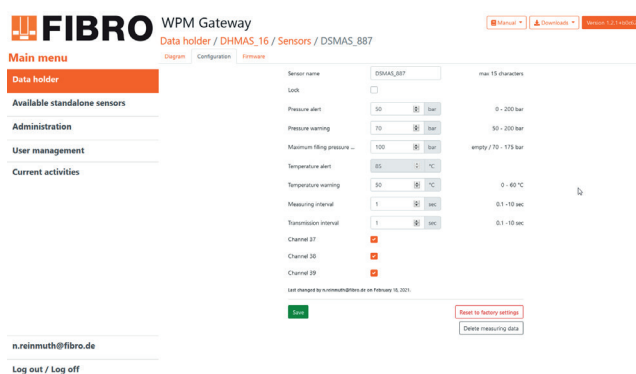 FIBRO
WPM Gateway
Manual
Downloads
Data holder / DHMAS_16 / Sensors / DSMAS_887
Main menu
Diagram
Configuration
Firmware
Data holder
Available standalone sensors
Administration
User management
Current activities
Sensor name DSMAS_887 max 15 characters
Lock
Pressure alert 50 bar 0 - 200 bar
Pressure warning 70 bar 50 - 200 bar
Maximum filling pressure ... 100 bar empty / 70 - 175 bar
Temperature alert 85 °C
Temperature warning 50 °C 0 - 60 °C
Measuring interval 1 sec 0.1 -10 sec
Transmission interval 1 sec 0.1 -10 sec
Channel 37
Channel 38
Channel 39
Last changed by n.reinmuth@fibro.de on February 18, 2021.
Save
Reset to factory settings
Delete measuring data
n.reinmuth@fibro.de
Log out / Log off